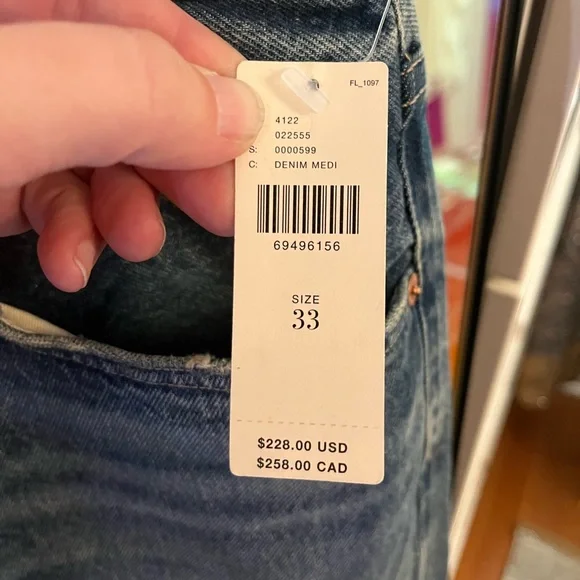 FL_1097
4122
022555
S: 0000599
C: DENIM MEDI
69496156
SIZE
33
$228.00 USD
$258.00 CAD